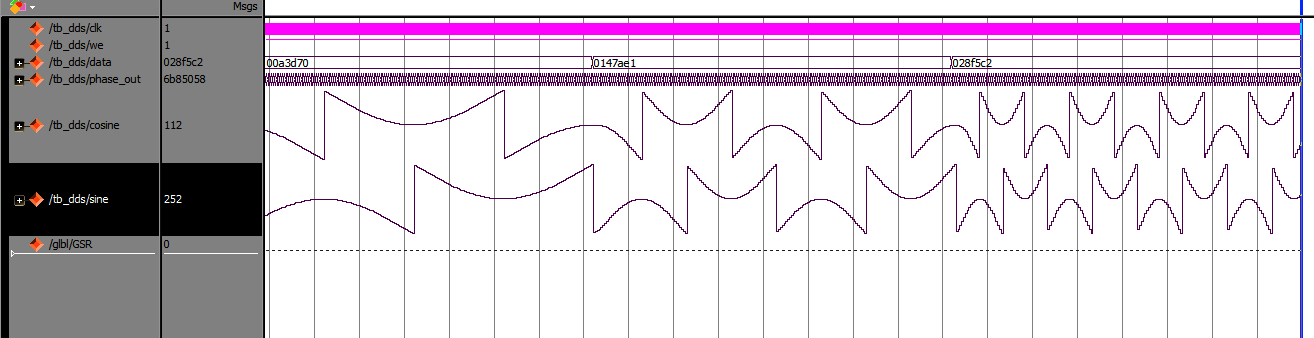 Msgs
/tb_dds/clk 1
/tb_dds/we 1
/tb_dds/data 028f5c2 00a3d70 0147ae1 028f5c2
/tb_dds/phase_out 6b85058
/tb_dds/cosine 112
/tb_dds/sine 252
/glbl/GSR 0